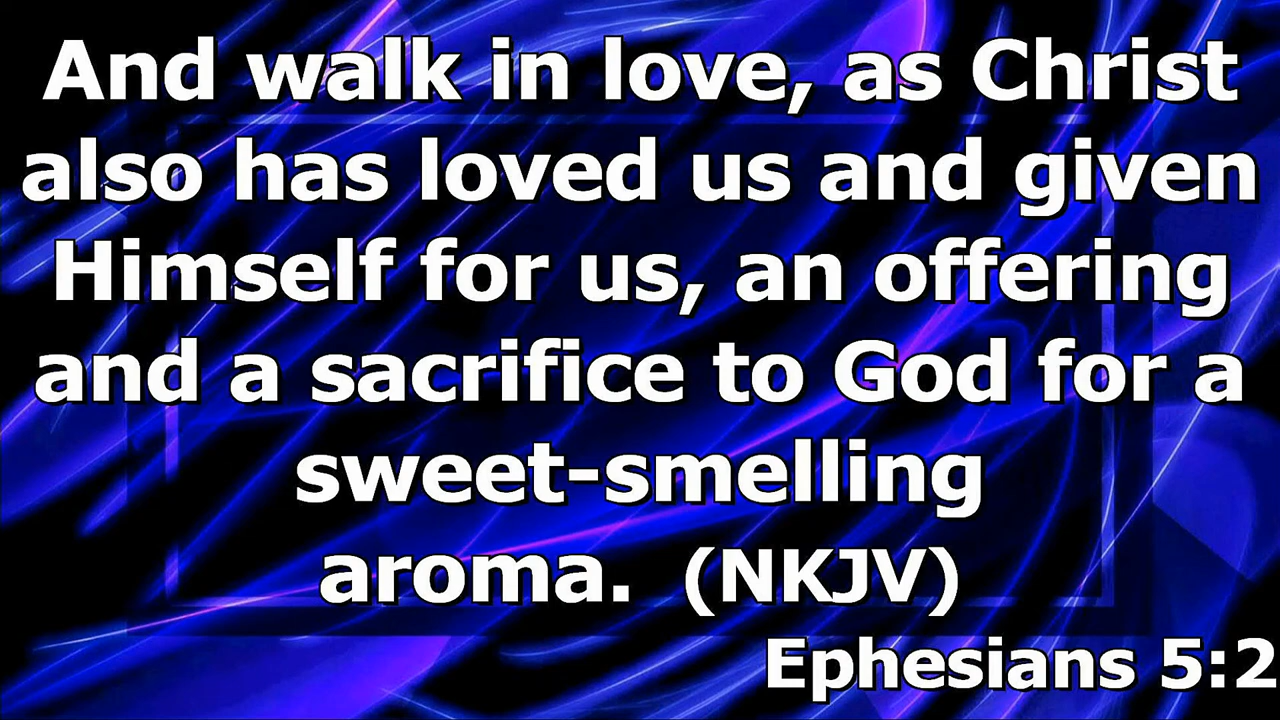 And walk in love, as Christ
also has loved us and given
Himself for us, an offering
and a sacrifice to God for a
sweet-smelling
aroma. (NKJV)
Ephesians 5:2